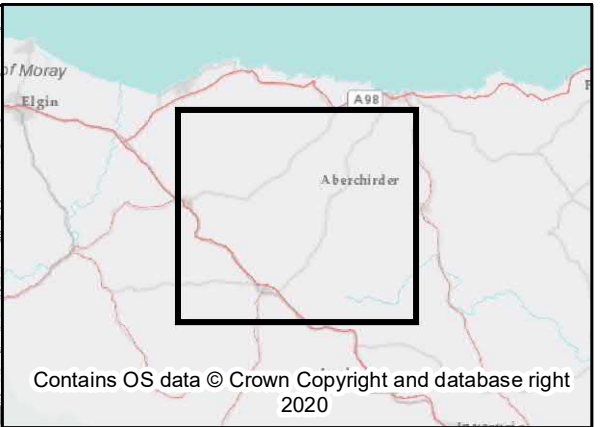 of Moray
Elgin
A98
Aberchirder
Contains OS data © Crown Copyright and database right
2020